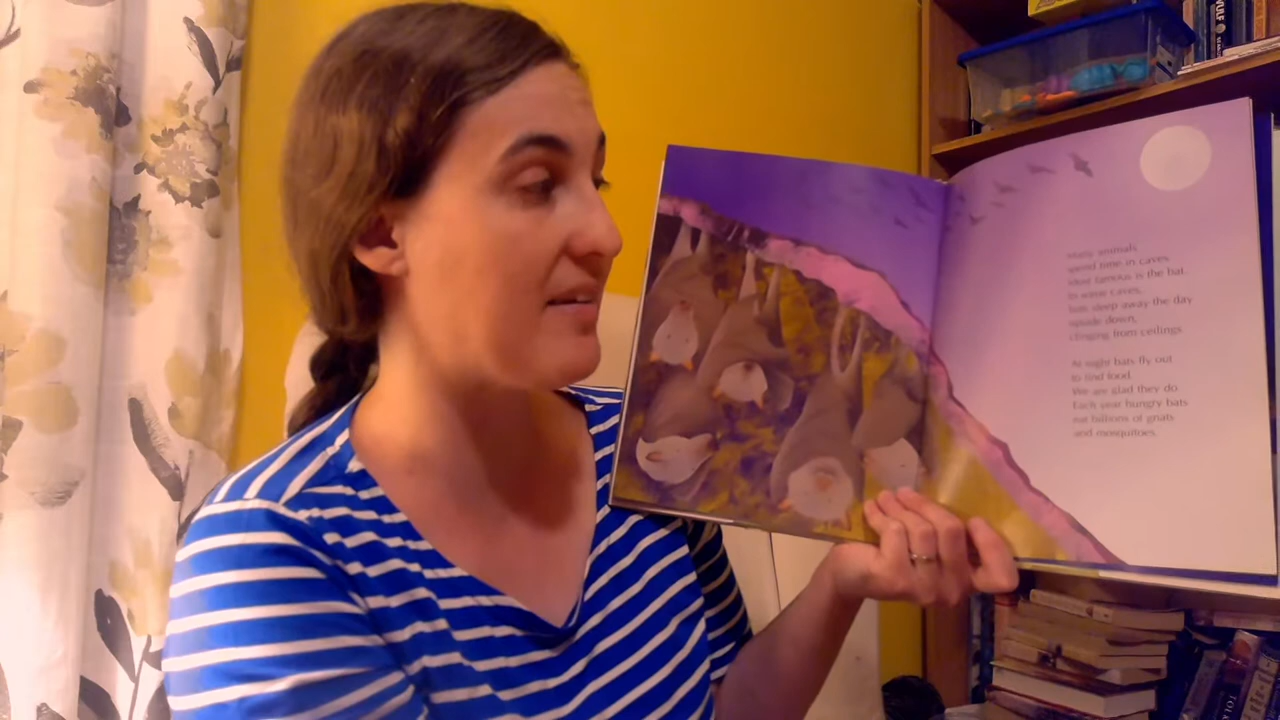 Many animals
spend time in caves.
Most famous is the bat.
In some caves,
bats sleep away the day
upside down,
clinging from ceilings.
At night bats fly out
to find food.
We are glad they do.
Each year hungry bats
eat billions of gnats
and mosquitoes.